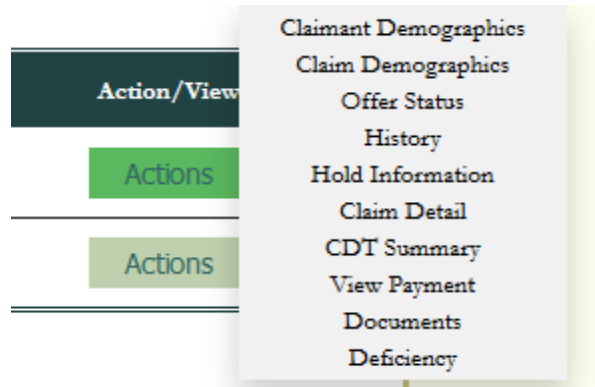 Claimant Demographics
Claim Demographics
Action/View
Offer Status
History
Actions
Hold Information
Claim Detail
CDT Summary
Actions
View Payment
Documents
Deficiency